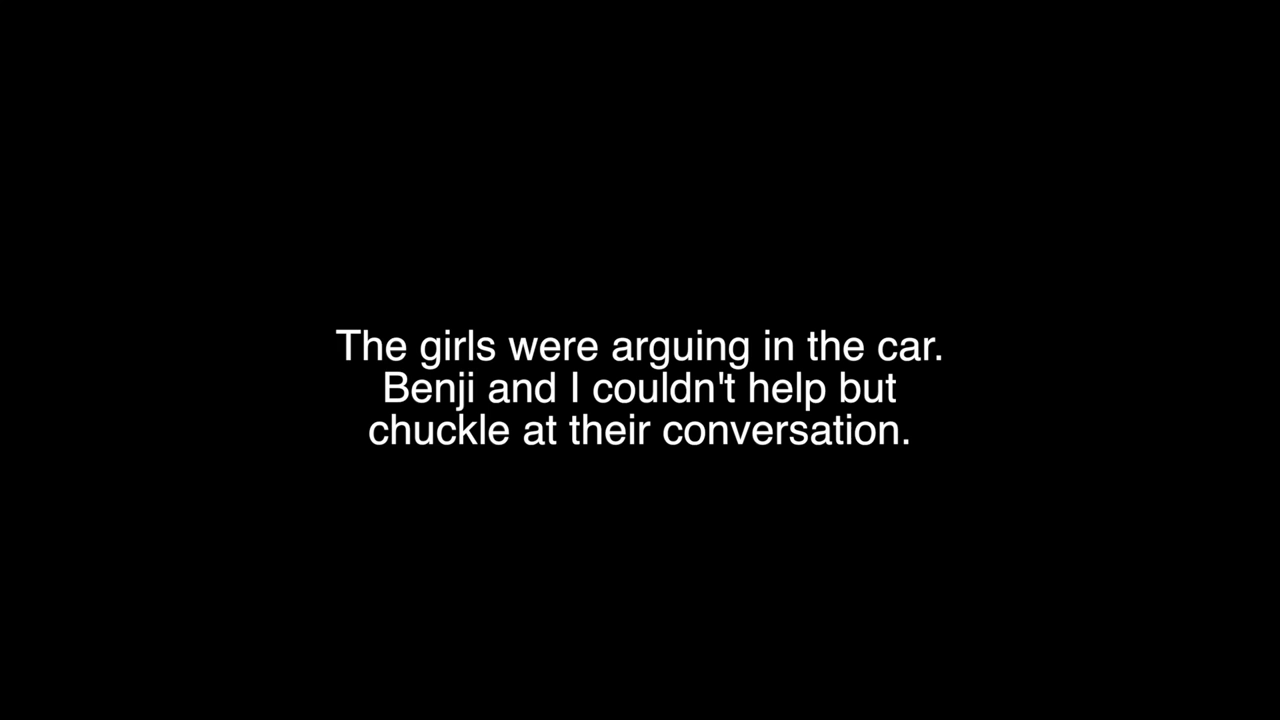 The girls were arguing in the car.
Benji and I couldn't help but
chuckle at their conversation.